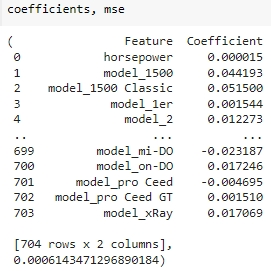 coefficients, mse
(                 Feature  Coefficient
0              horsepower     0.000015
1              model_1500     0.044193
2      model_1500 Classic     0.051500
3               model_1er     0.001544
4                 model_2     0.012273
..                    ...          ...
699           model_mi-DO    -0.023187
700           model_on-DO     0.017246
701        model_pro Ceed    -0.004695
702     model_pro Ceed GT     0.001510
703            model_xRay     0.017069
[704 rows x 2 columns],
0.0006143471296890184)